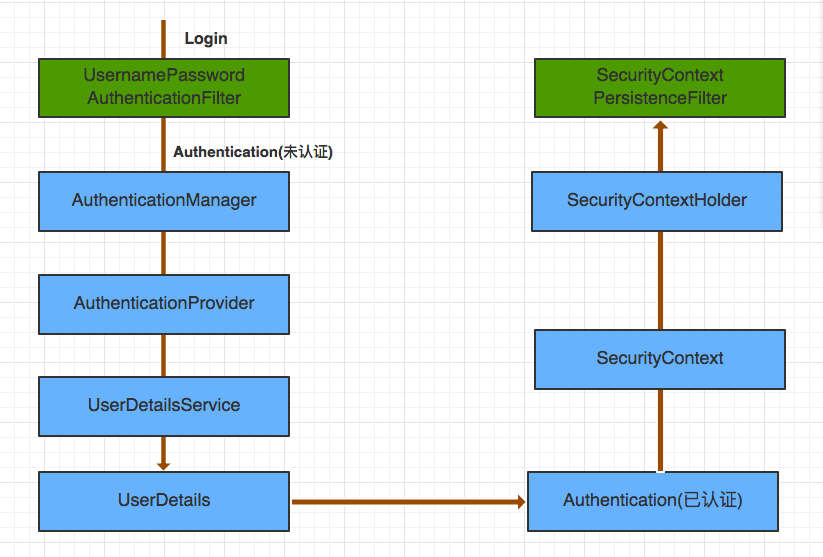 Login
UsernamePassword
AuthenticationFilter
Authentication(未认证)
AuthenticationManager
AuthenticationProvider
UserDetailsService
UserDetails
Authentication(已认证)
SecurityContext
SecurityContextHolder
SecurityContext
PersistenceFilter